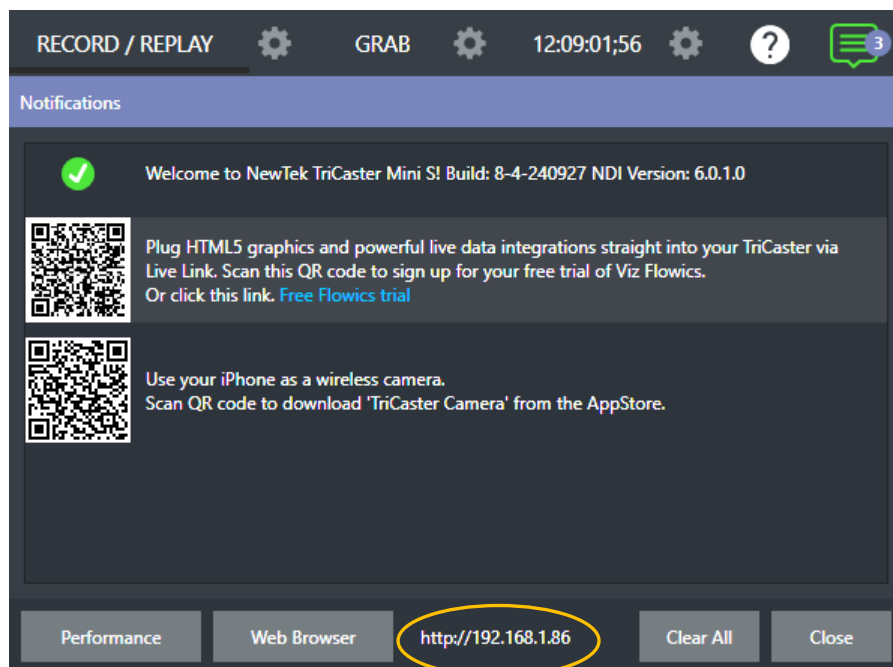 RECORD / REPLAY GRAB 12:09:01;56 ? 3
Notifications
Welcome to NewTek TriCaster Mini S! Build: 8-4-240927 NDI Version: 6.0.1.0
Plug HTML5 graphics and powerful live data integrations straight into your TriCaster via
Live Link. Scan this QR code to sign up for your free trial of Viz Flowics.
Or click this link. Free Flowics trial
Use your iPhone as a wireless camera.
Scan QR code to download 'TriCaster Camera' from the AppStore.
Performance Web Browser http://192.168.1.86 Clear All Close